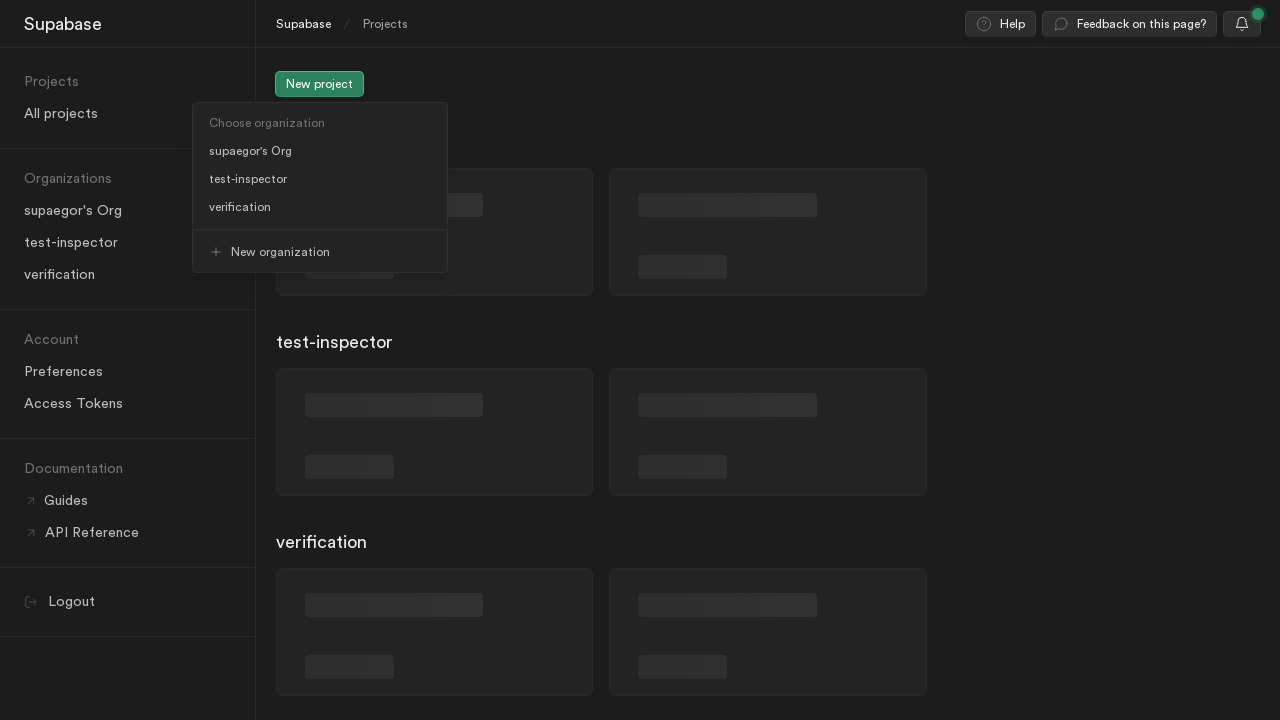 Supabase
Supabase / Projects
Help
Feedback on this page?
Projects
All projects
Organizations
supaegor's Org
test-inspector
verification
Account
Preferences
Access Tokens
Documentation
Guides
API Reference
Logout
New project
Choose organization
supaegor's Org
test-inspector
verification
New organization
test-inspector
verification